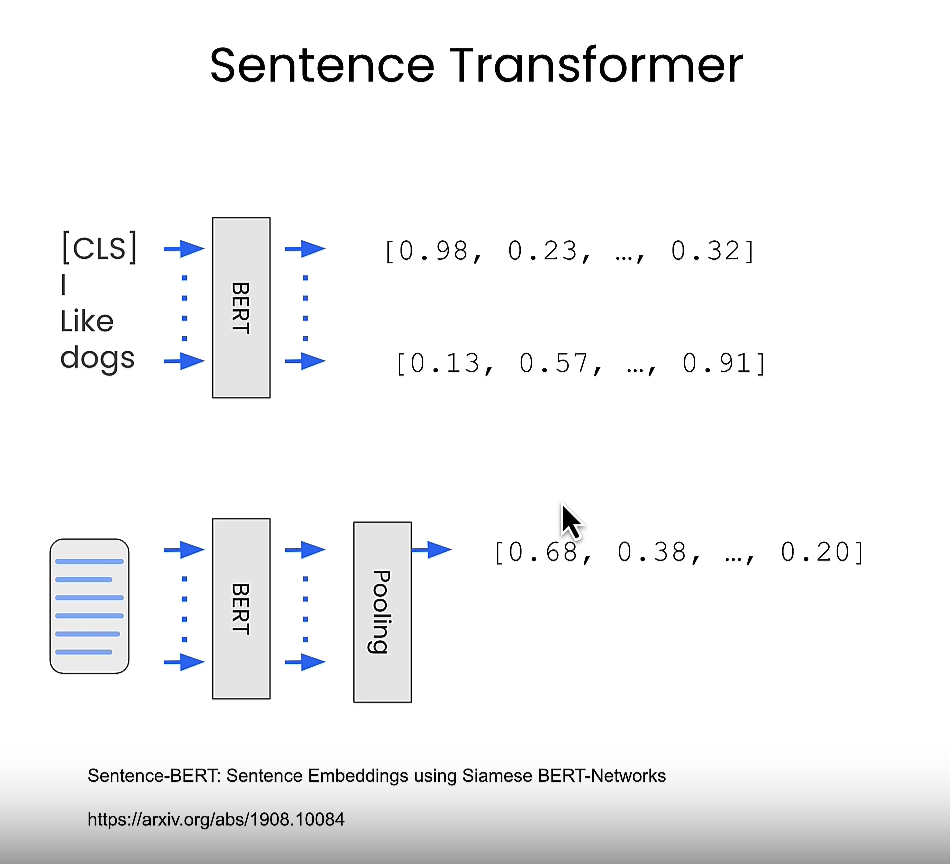 Sentence Transformer
[CLS]
I
Like
dogs
BERT
[0.98, 0.23, …, 0.32]
[0.13, 0.57, …, 0.91]
BERT
Pooling
[0.68, 0.38, …, 0.20]
Sentence-BERT: Sentence Embeddings using Siamese BERT-Networks
https://arxiv.org/abs/1908.10084